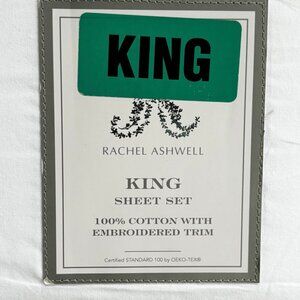 KING
RACHEL ASHWELL
KING
SHEET SET
100% COTTON WITH
EMBROIDERED TRIM
Certified STANDARD 100 by OEKO-TEX®